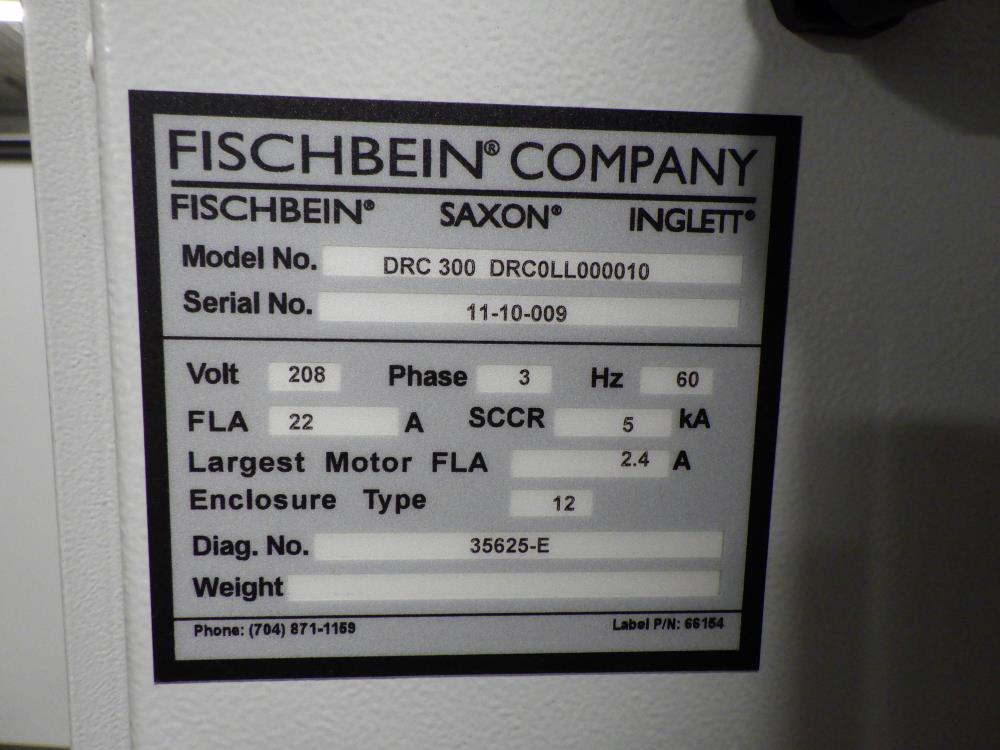 FISCHBEIN® COMPANY
FISCHBEIN® SAXON® INGLETT®
Model No. DRC 300 DRC0LL000010
Serial No. 11-10-009
Volt 208 Phase 3 Hz 60
FLA 22 A SCCR 5 kA
Largest Motor FLA 2.4 A
Enclosure Type 12
Diag. No. 35625-E
Weight
Phone: (704) 871-1159 Label P/N: 66154